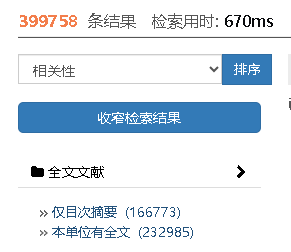 399758 条结果 检索用时: 670ms
相关性 排序
收窄检索结果
全文文献
» 仅目次摘要 (166773)
» 本单位有全文 (232985)